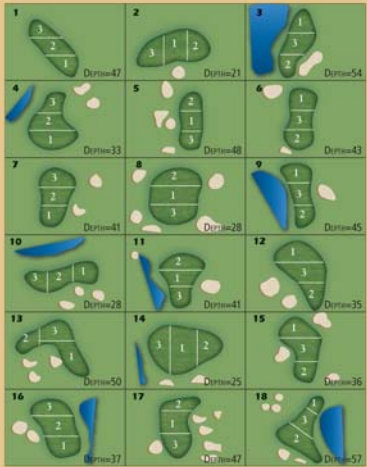 1
3
2
1
DEPTH=47
2
3 1 2
DEPTH=21
3
1
3
2
DEPTH=54
4
3
2
1
DEPTH=33
5
2
1
3
DEPTH=48
6
1
3
2
DEPTH=43
7
3
2
1
DEPTH=41
8
2
1
3
DEPTH=28
9
1
3
2
DEPTH=45
10
3 2 1
DEPTH=28
11
2
1
3
DEPTH=41
12
1
3
2
DEPTH=35
13
2 3
1
DEPTH=50
14
3 1 2
DEPTH=25
15
1
3
2
DEPTH=36
16
3
2
1
DEPTH=37
17
2
1
3
DEPTH=47
18
1
3
2
DEPTH=57